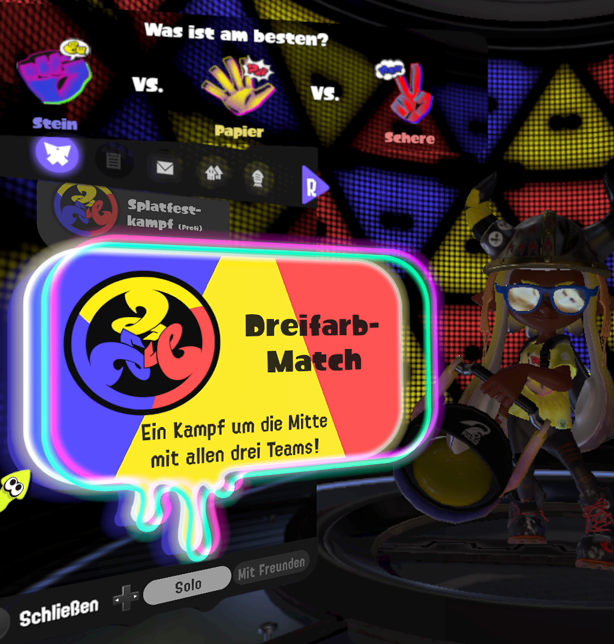 Was ist am besten?
vs.
vs.
Stein
Papier
Schere
R
Splatfest-
kampf (Profi)
Dreifarb-
Match
Ein Kampf um die Mitte
mit allen drei Teams!
Schließen
Solo
Mit Freunden